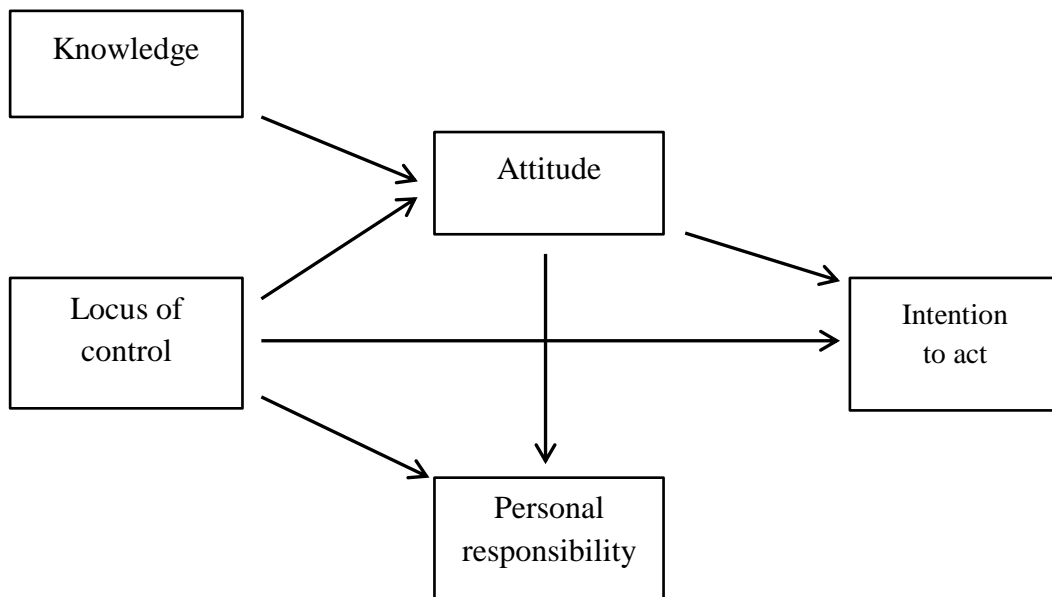 Knowledge
Attitude
Locus of
control
Intention
to act
Personal
responsibility